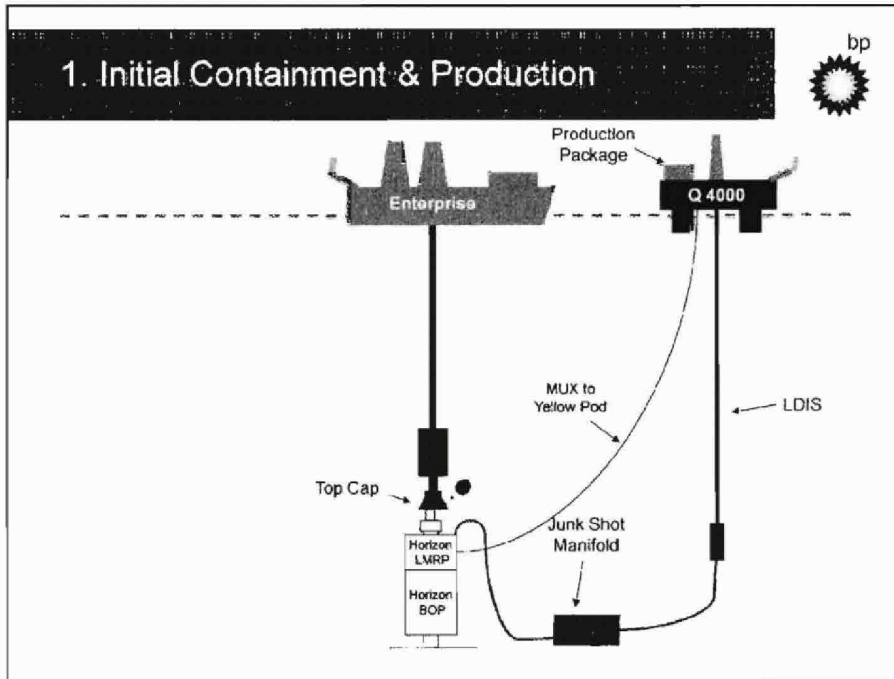 bp
1. Initial Containment & Production
Production
Package
Enterprise
Q 4000
MUX to
Yellow Pod
LDIS
Top Cap
Junk Shot
Manifold
Horizon
LMRP
Horizon
BOP